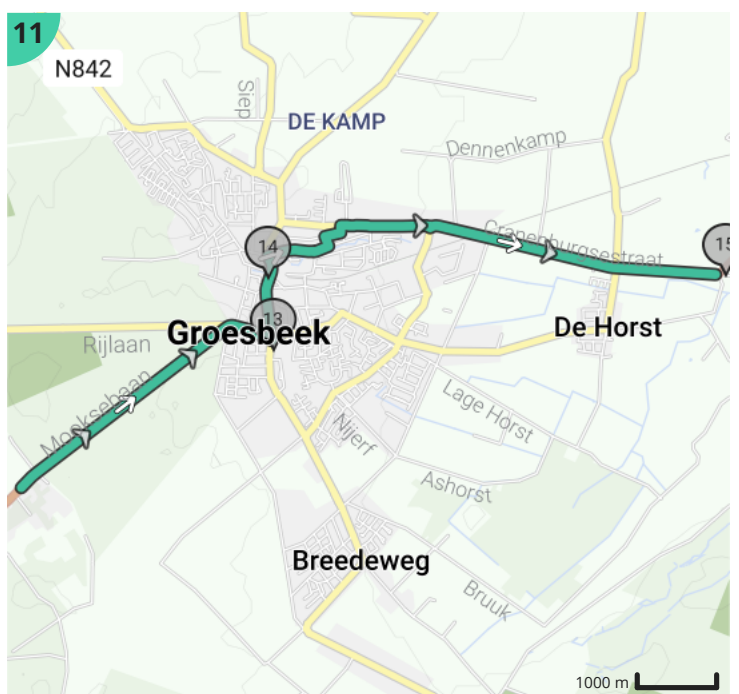 11
N842
Siep
DE KAMP
Dennenkamp
14
Cranenburgsestraat
15
13
Groesbeek
De Horst
Rijlaan
Mooksebaan
Lage Horst
Nijerf
Ashorst
Breedeweg
Bruuk
1000 m